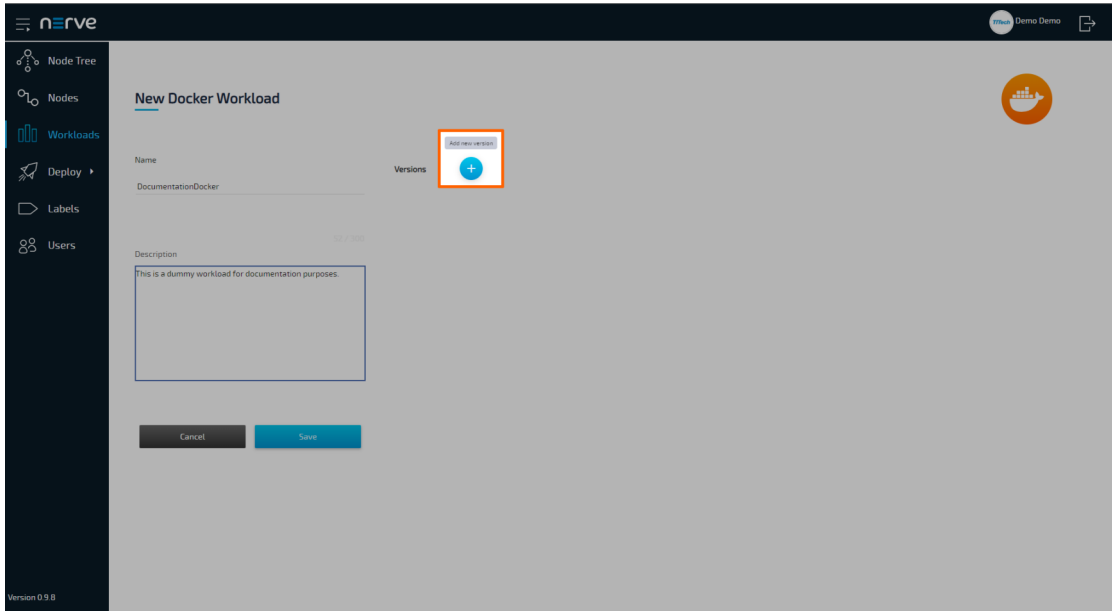 nerve
TTTech Demo Demo
Node Tree
Nodes
Workloads
Deploy
Labels
Users
New Docker Workload
Name
DocumentationDocker
Versions
Add new version
Description
This is a dummy workload for documentation purposes.
Cancel
Save
Version 0.9.8